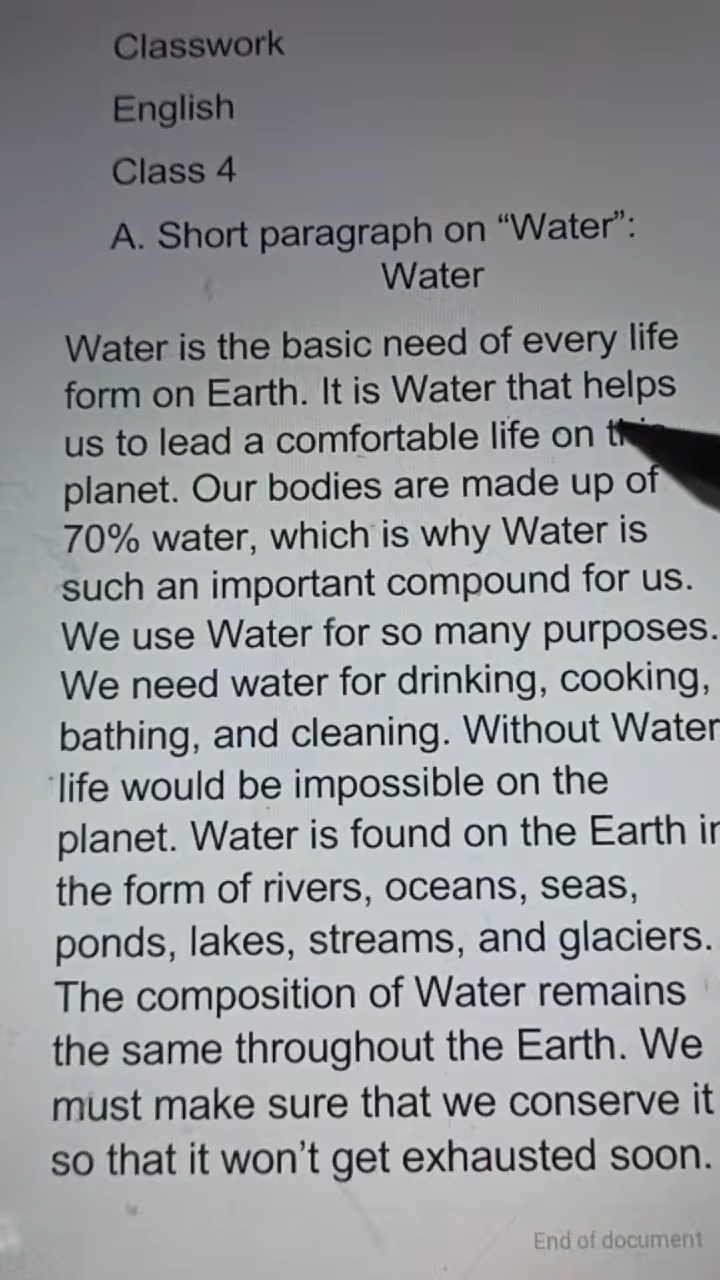 Classwork
English
Class 4
A. Short paragraph on “Water”:
Water
Water is the basic need of every life
form on Earth. It is Water that helps
us to lead a comfortable life on
planet. Our bodies are made up of
70% water, which is why Water is
such an important compound for us.
We use Water for so many purposes.
We need water for drinking, cooking,
bathing, and cleaning. Without Water
life would be impossible on the
planet. Water is found on the Earth in
the form of rivers, oceans, seas,
ponds, lakes, streams, and glaciers.
The composition of Water remains
the same throughout the Earth. We
must make sure that we conserve it
so that it won’t get exhausted soon.
End of document